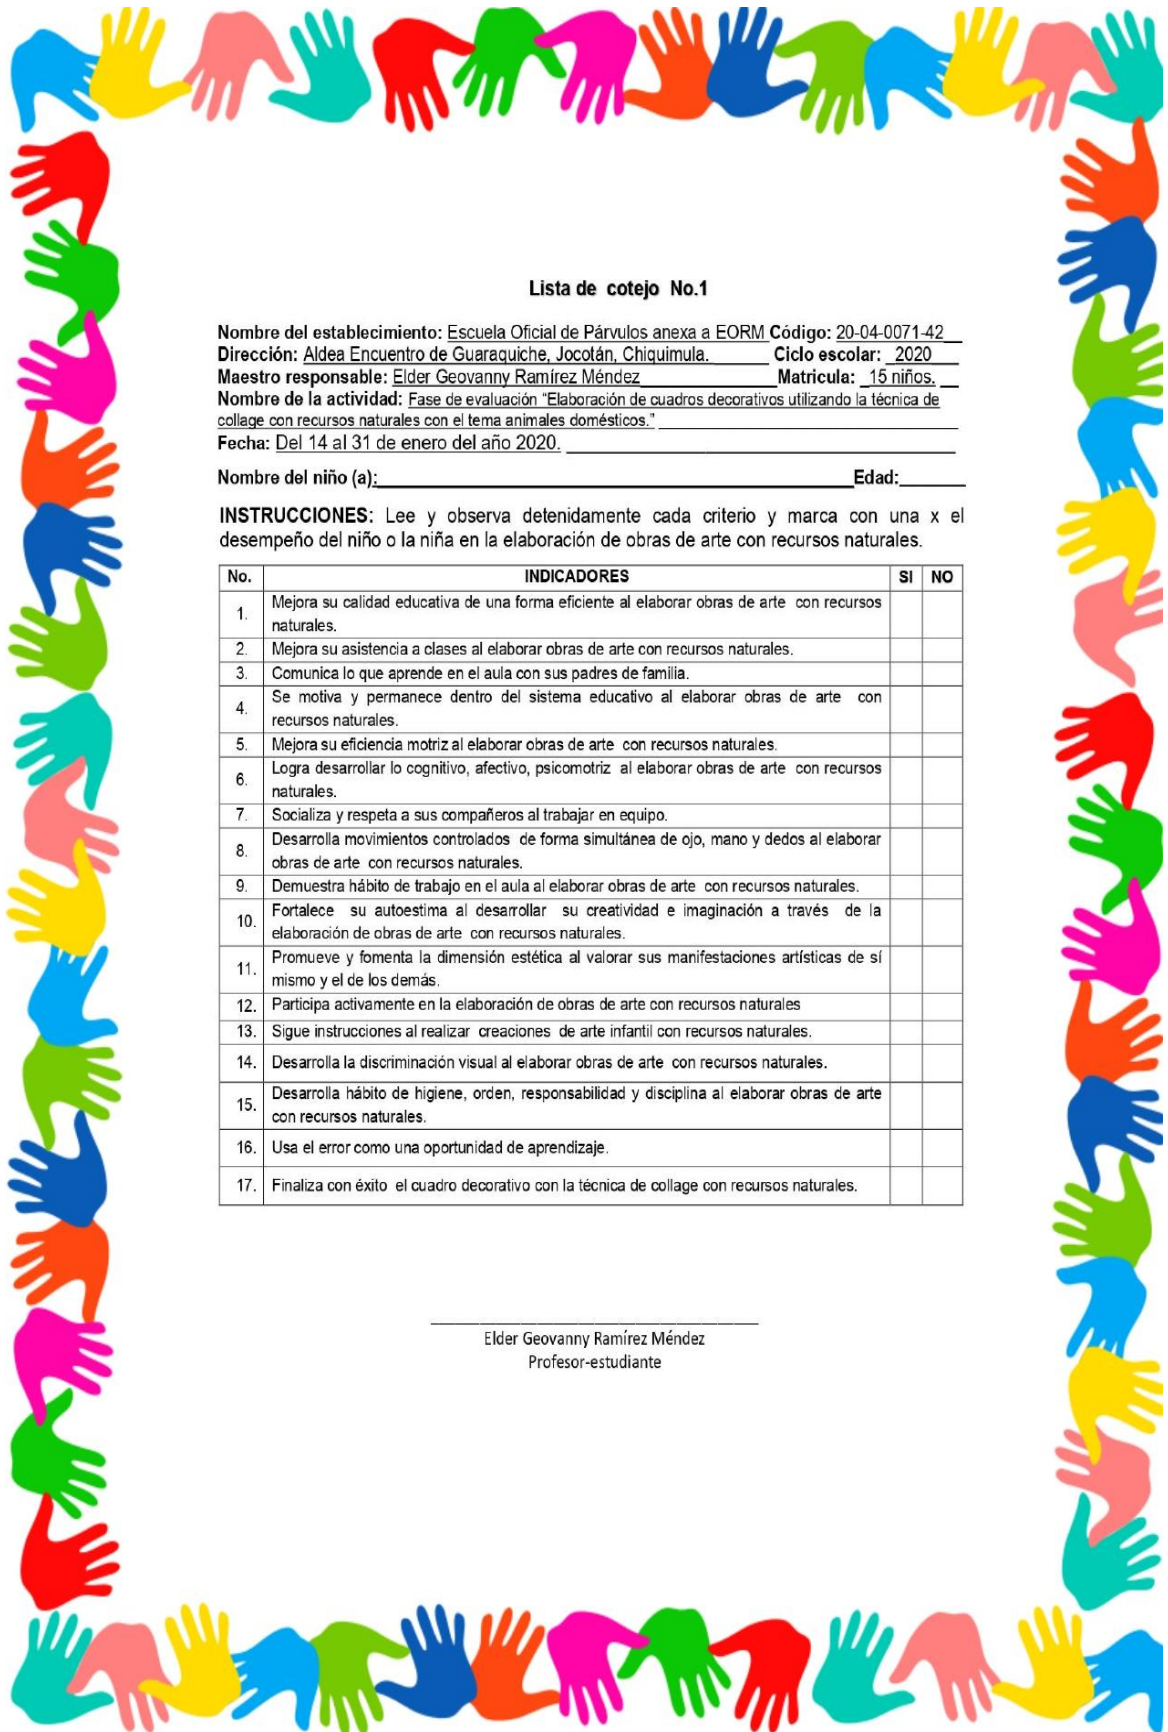 Lista de cotejo No.1
Nombre del establecimiento: Escuela Oficial de Párvulos anexa a EORM Código: 20-04-0071-42
Dirección: Aldea Encuentro de Guaraquiche, Jocotán, Chiquimula. Ciclo escolar: 2020
Maestro responsable: Elder Geovanny Ramírez Méndez Matricula: 15 niños.
Nombre de la actividad: Fase de evaluación "Elaboración de cuadros decorativos utilizando la técnica de
collage con recursos naturales con el tema animales domésticos."
Fecha: Del 14 al 31 de enero del año 2020.
Nombre del niño (a): Edad:
INSTRUCCIONES: Lee y observa detenidamente cada criterio y marca con una x el
desempeño del niño o la niña en la elaboración de obras de arte con recursos naturales.
No. INDICADORES SI NO
1. Mejora su calidad educativa de una forma eficiente al elaborar obras de arte con recursos
naturales.
2. Mejora su asistencia a clases al elaborar obras de arte con recursos naturales.
3. Comunica lo que aprende en el aula con sus padres de familia.
4. Se motiva y permanece dentro del sistema educativo al elaborar obras de arte con
recursos naturales.
5. Mejora su eficiencia motriz al elaborar obras de arte con recursos naturales.
6. Logra desarrollar lo cognitivo, afectivo, psicomotriz al elaborar obras de arte con recursos
naturales.
7. Socializa y respeta a sus compañeros al trabajar en equipo.
8. Desarrolla movimientos controlados de forma simultánea de ojo, mano y dedos al elaborar
obras de arte con recursos naturales.
9. Demuestra hábito de trabajo en el aula al elaborar obras de arte con recursos naturales.
10. Fortalece su autoestima al desarrollar su creatividad e imaginación a través de la
elaboración de obras de arte con recursos naturales.
11. Promueve y fomenta la dimensión estética al valorar sus manifestaciones artísticas de sí
mismo y el de los demás.
12. Participa activamente en la elaboración de obras de arte con recursos naturales
13. Sigue instrucciones al realizar creaciones de arte infantil con recursos naturales.
14. Desarrolla la discriminación visual al elaborar obras de arte con recursos naturales.
15. Desarrolla hábito de higiene, orden, responsabilidad y disciplina al elaborar obras de arte
con recursos naturales.
16. Usa el error como una oportunidad de aprendizaje.
17. Finaliza con éxito el cuadro decorativo con la técnica de collage con recursos naturales.
Elder Geovanny Ramírez Méndez
Profesor-estudiante